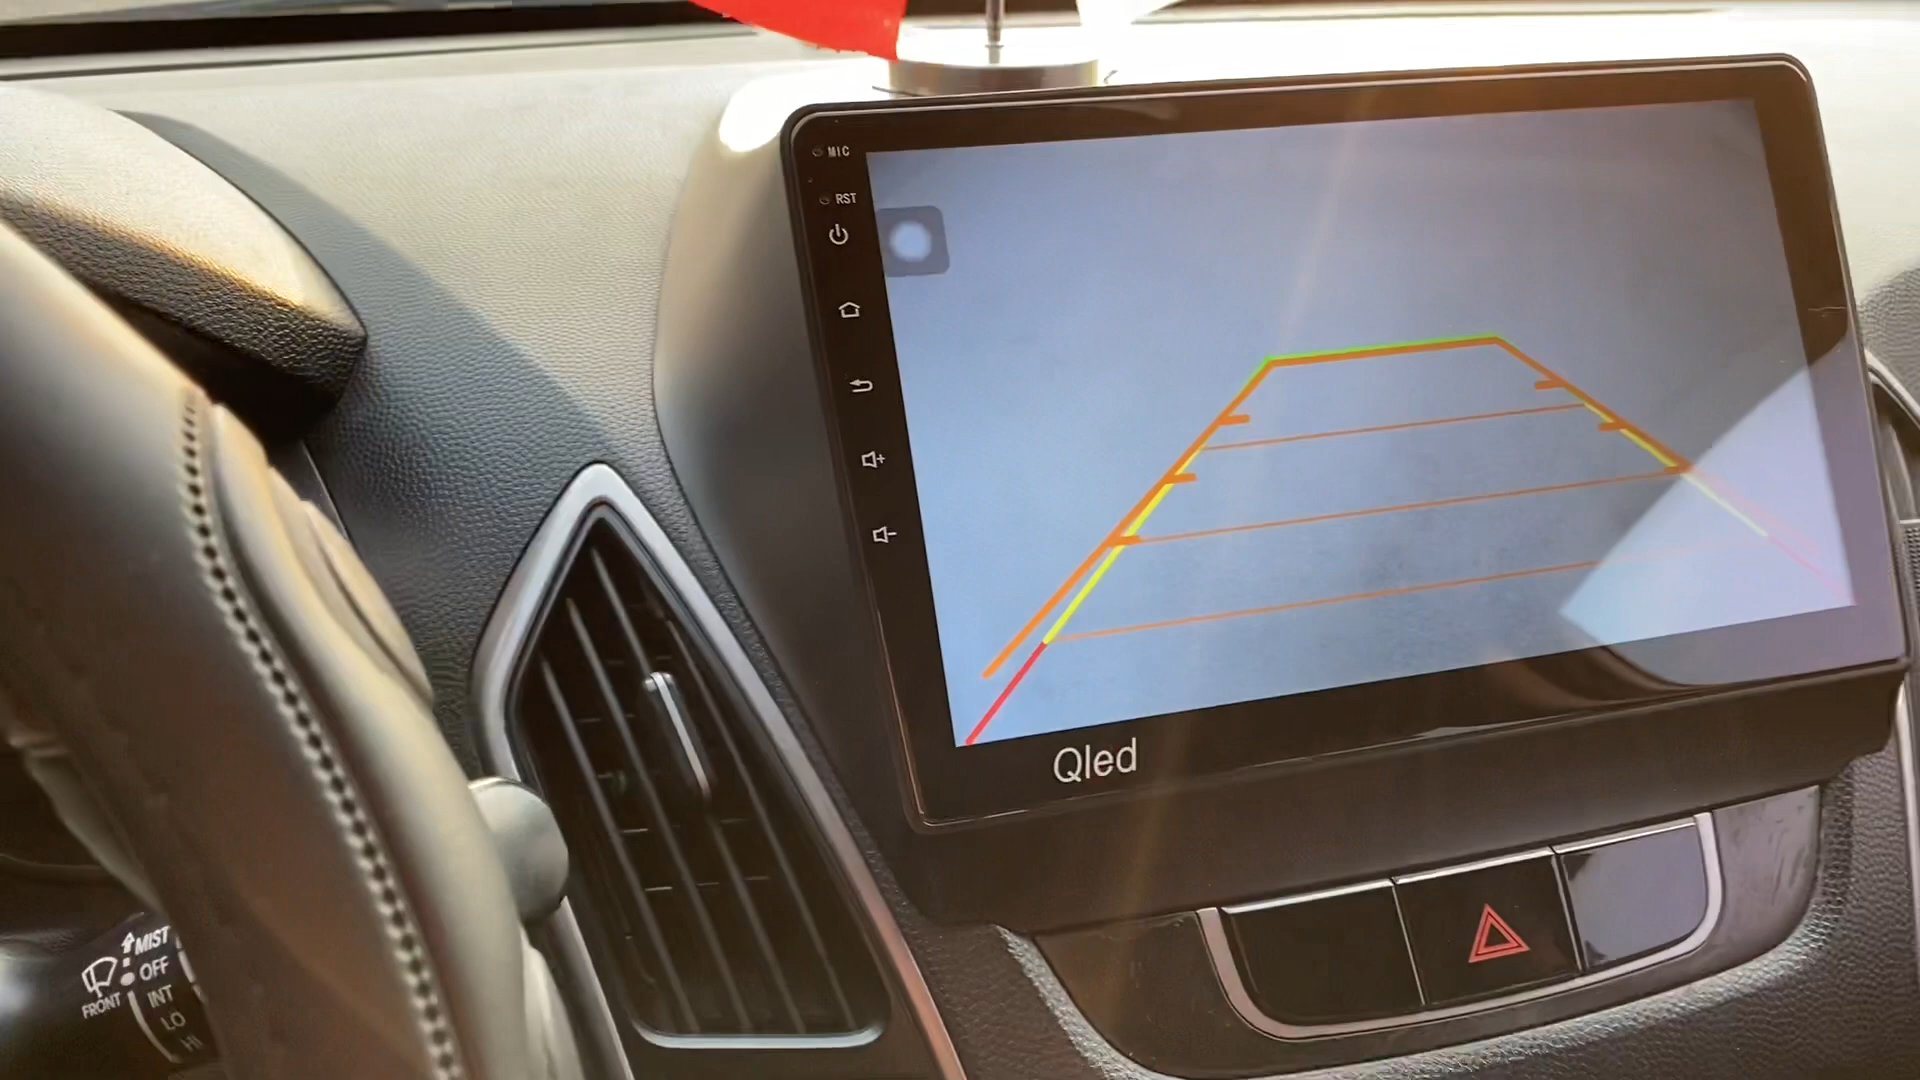 MIC
RST
Qled
MIST
OFF
INT
LO
HI
FRONT